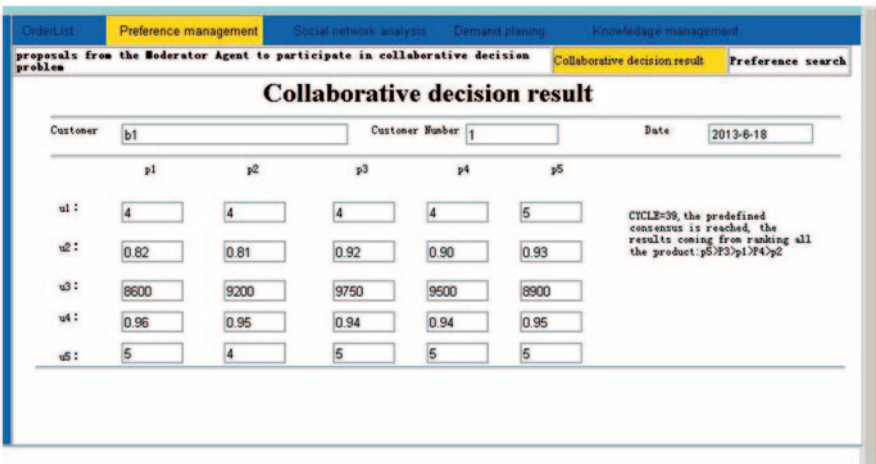 OrderList Preference management Social network analysis Demand planing Knowledage management
proposals from the Moderator Agent to participate in collaborative decision
problem
Collaborative decision result Preference search
Collaborative decision result
Customer b1 Customer Number 1 Date 2013-6-18
p1 p2 p3 p4 p5
u1: 4 4 4 4 5
u2: 0.82 0.81 0.92 0.90 0.93
u3: 8600 9200 9750 9500 8900
u4: 0.96 0.95 0.94 0.94 0.95
u5: 5 4 5 5 5
CYCLE=39, the predefined
consensus is reached, the
results coming from ranking all
the product:p5>P3>p1>P4>p2